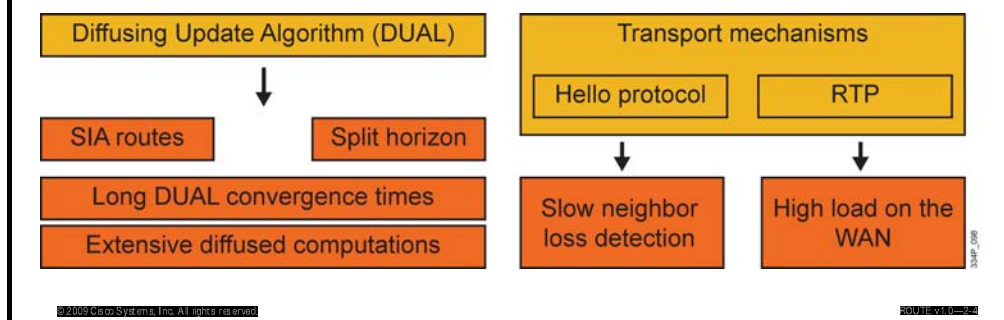 Diffusing Update Algorithm (DUAL)
SIA routes
Split horizon
Long DUAL convergence times
Extensive diffused computations
Transport mechanisms
Hello protocol
RTP
Slow neighbor
loss detection
High load on the
WAN
334P_098
© 2009 Cisco Systems, Inc. All rights reserved.
ROUTE v1.0—2-4